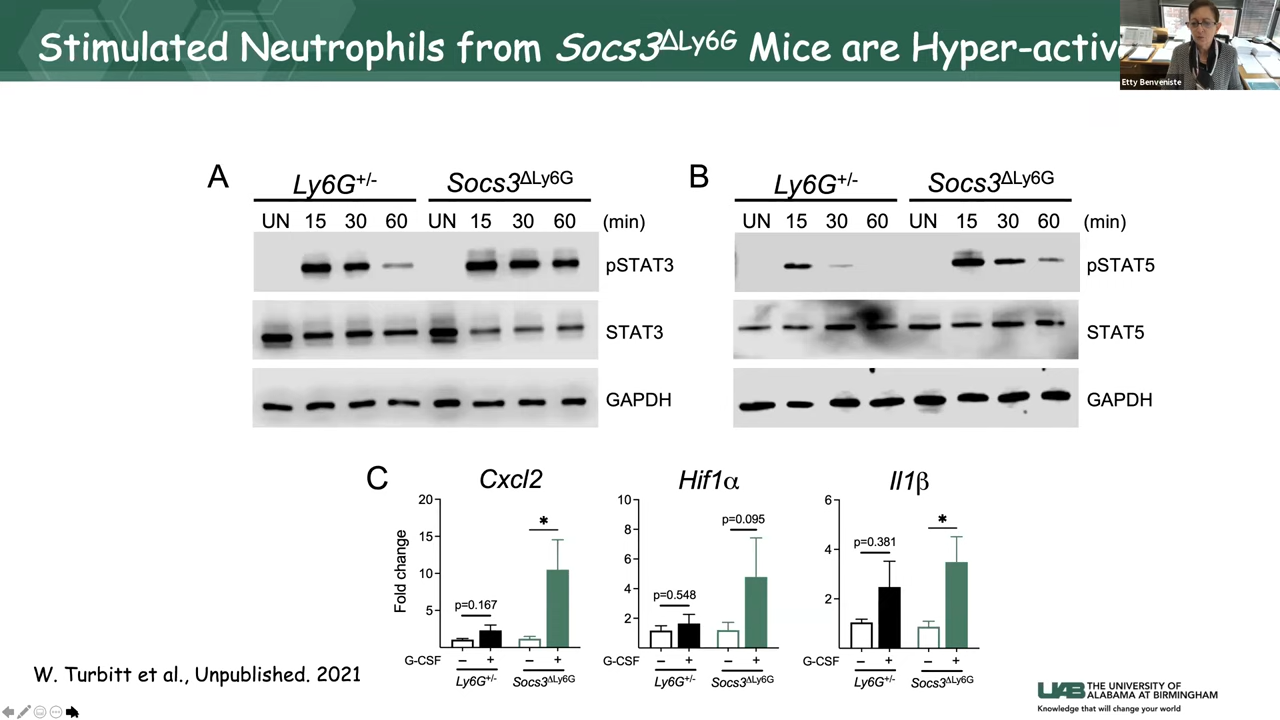 Stimulated Neutrophils from Socs3ΔLy6G Mice are Hyper-activ
Etty Benveniste
A
Ly6G+/-
Socs3ΔLy6G
UN 15 30 60 UN 15 30 60 (min)
pSTAT3
STAT3
GAPDH
B
Ly6G+/-
Socs3ΔLy6G
UN 15 30 60 UN 15 30 60 (min)
pSTAT5
STAT5
GAPDH
C
Cxcl2
Fold change
20
15
10
5
p=0.167
*
G-CSF − + − +
Ly6G+/- Socs3ΔLy6G
Hif1α
10
8
6
4
2
p=0.548
p=0.095
G-CSF − + − +
Ly6G+/- Socs3ΔLy6G
Il1β
6
4
2
p=0.381
*
G-CSF − + − +
Ly6G+/- Socs3ΔLy6G
W. Turbitt et al., Unpublished. 2021
UAB THE UNIVERSITY OF
ALABAMA AT BIRMINGHAM
Knowledge that will change your world